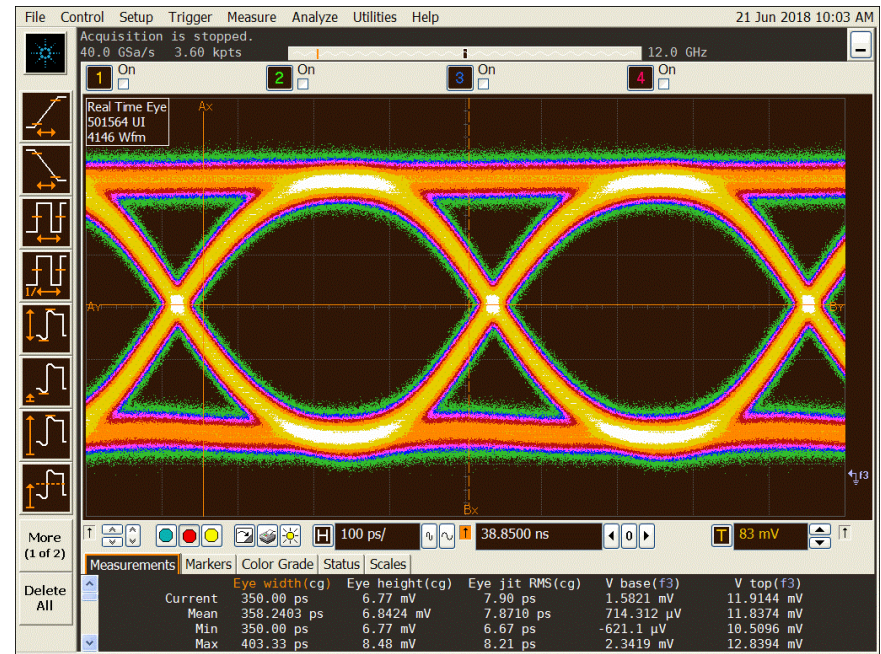 File Control Setup Trigger Measure Analyze Utilities Help 21 Jun 2018 10:03 AM
Acquisition is stopped.
40.0 GSa/s 3.60 kpts 12.0 GHz
1 On 2 On 3 On 4 On
Real Time Eye
501564 UI
4146 Wfm
Ax
Ay
By
Bx
f3
1/
More
(1 of 2)
Delete
All
H 100 ps/ 38.8500 ns 0 T 83 mV
Measurements Markers Color Grade Status Scales
Eye width(cg) Eye height(cg) Eye jit RMS(cg) V base(f3) V top(f3)
Current 350.00 ps 6.77 mV 7.90 ps 1.5821 mV 11.9144 mV
Mean 358.2403 ps 6.8424 mV 7.8710 ps 714.312 µV 11.8374 mV
Min 350.00 ps 6.77 mV 6.67 ps -621.1 µV 10.5096 mV
Max 403.33 ps 8.48 mV 8.21 ps 2.3419 mV 12.8394 mV